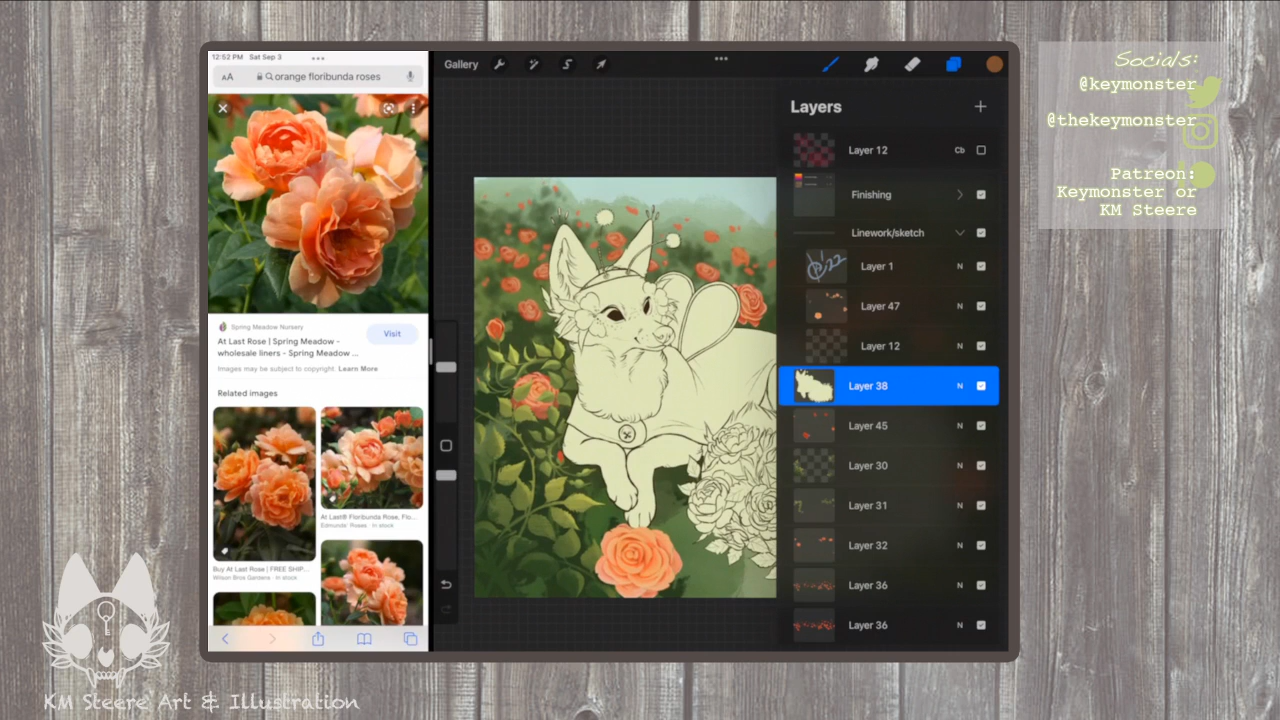 12:52 PM Sat Sep 3
AA orange floribunda roses
Spring Meadow Nursery
At Last Rose | Spring Meadow -
wholesale liners - Spring Meadow ...
Visit
Images may be subject to copyright. Learn More
Related images
Buy At Last Rose | FREE SHIP...
Wilson Bros Gardens · In stock
At Last® Floribunda Rose, Flo...
Edmunds' Roses · In stock
Gallery
Layers
Layer 12 Cb
Finishing
Linework/sketch
Layer 1 N
Layer 47 N
Layer 12 N
Layer 38 N
Layer 45 N
Layer 30 N
Layer 31 N
Layer 32 N
Layer 36 N
Layer 36 N
Socials:
@keymonster
@thekeymonster
Patreon:
Keymonster or
KM Steere
KM Steere Art & Illustration